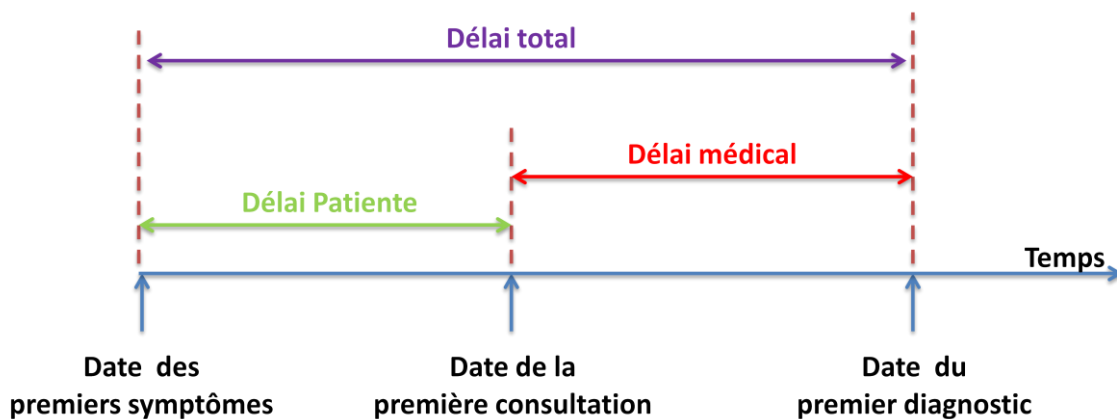 Délai total
Délai médical
Délai Patiente
Temps
Date des
premiers symptômes
Date de la
première consultation
Date du
premier diagnostic